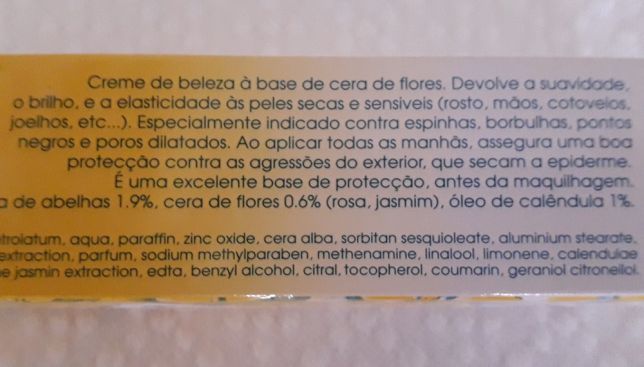 Creme de beleza à base de cera de flores. Devolve a suavidade,
o brilho, e a elasticidade às peles secas e sensiveis (rosto, mãos, cotovelos,
joelhos, etc...). Especialmente indicado contra espinhas, borbulhas, pontos
negros e poros dilatados. Ao aplicar todas as manhãs, assegura uma boa
protecção contra as agressões do exterior, que secam a epiderme.
É uma excelente base de protecção, antes da maquilhagem.
de abelhas 1.9%, cera de flores 0.6% (rosa, jasmim), óleo de calêndula 1%.
aqua, paraffin, zinc oxide, cera alba, sorbitan sesquioleate, aluminium stearate,
extraction, parfum, sodium methylparaben, methenamine, linalool, limonene, calendulae
jasmin extraction, edta, benzyl alcohol, citral, tocopherol, coumarin, geraniol citronellol.